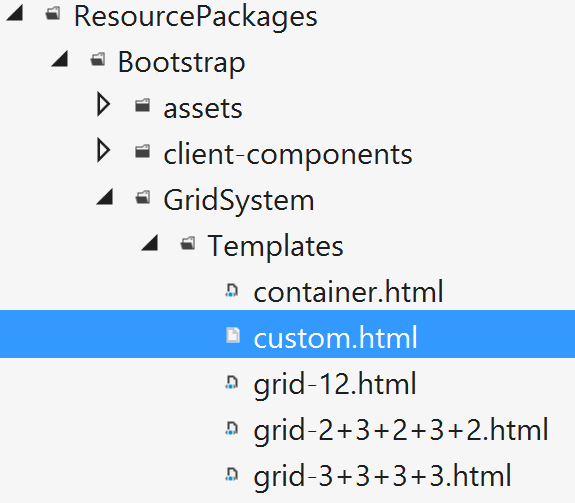 ResourcePackages
Bootstrap
assets
client-components
GridSystem
Templates
container.html
custom.html
grid-12.html
grid-2+3+2+3+2.html
grid-3+3+3+3.html